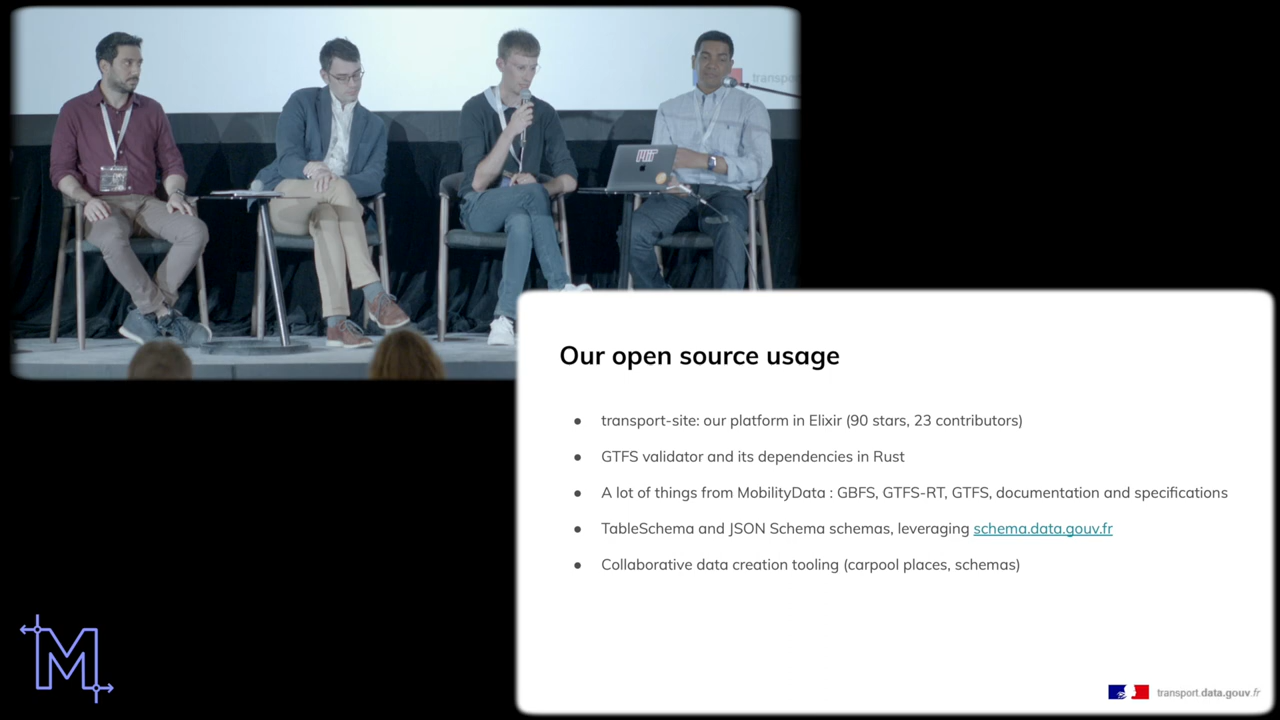 transpor
MIT
Our open source usage
● transport-site: our platform in Elixir (90 stars, 23 contributors)
● GTFS validator and its dependencies in Rust
● A lot of things from MobilityData : GBFS, GTFS-RT, GTFS, documentation and specifications
● TableSchema and JSON Schema schemas, leveraging schema.data.gouv.fr
● Collaborative data creation tooling (carpool places, schemas)
M
transport.data.gouv.fr